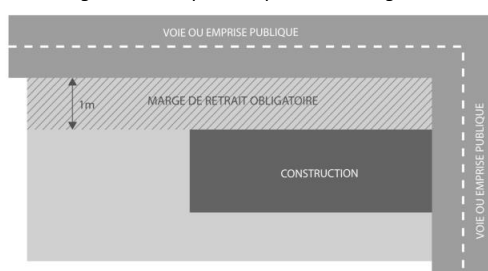 VOIE OU EMPRISE PUBLIQUE
1m
MARGE DE RETRAIT OBLIGATOIRE
CONSTRUCTION
VOIE OU EMPRISE PUBLIQUE